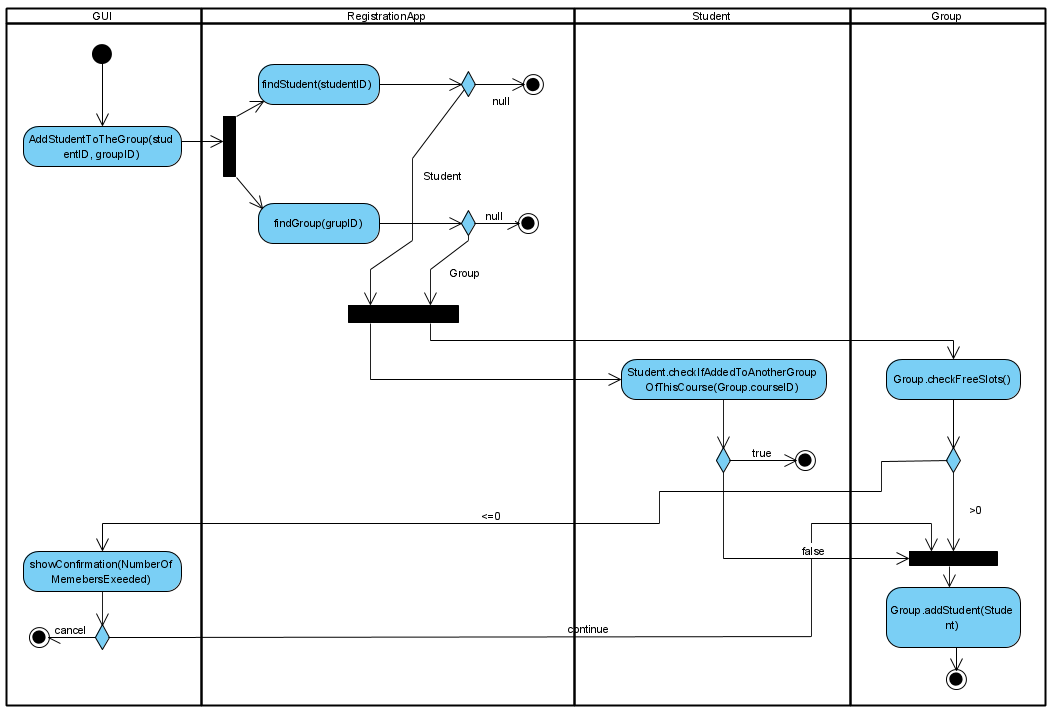 GUI
RegistrationApp
Student
Group
findStudent(studentID)
null
AddStudentToTheGroup(stud
entID, groupID)
Student
findGroup(grupID)
null
Group
Student.checkIfAddedToAnotherGroup
OfThisCourse(Group.courseID)
Group.checkFreeSlots()
true
<=0
>0
false
showConfirmation(NumberOf
MemebersExeeded)
cancel
continue
Group.addStudent(Stude
nt)